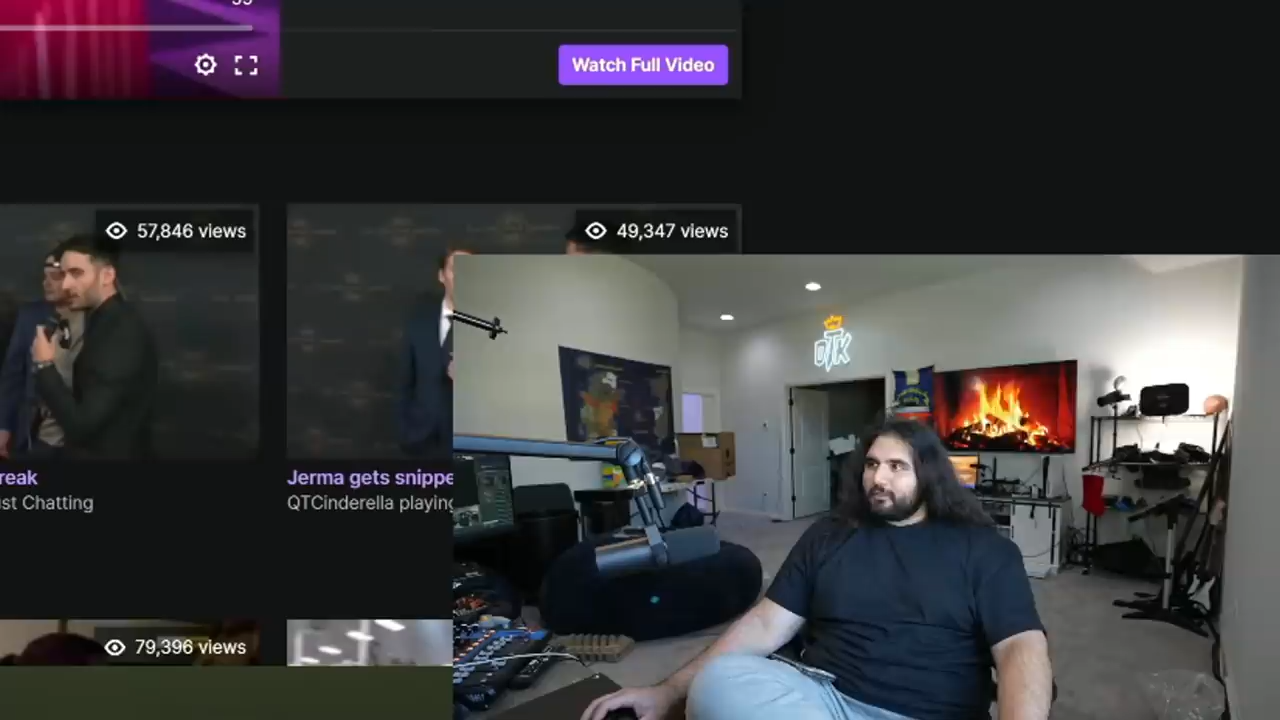 Watch Full Video
57,846 views
49,347 views
OTK
reak
Jerma gets snippe
st Chatting
QTCinderella playing
79,396 views